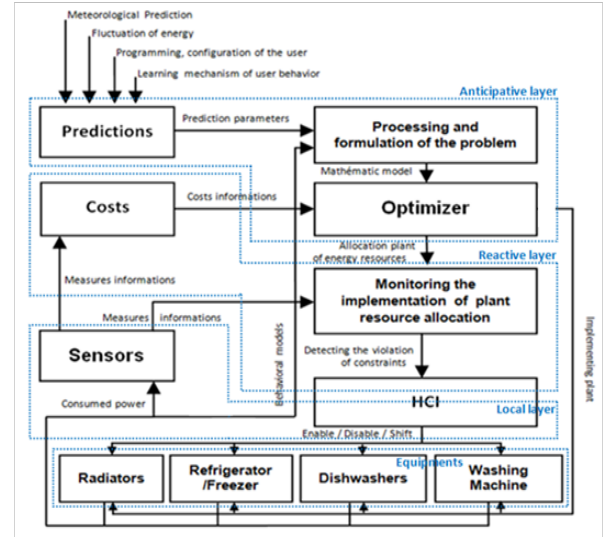 Meteorological Prediction
Fluctuation of energy
Programming, configuration of the user
Learning mechanism of user behavior
Anticipative layer
Predictions
Prediction parameters
Processing and
formulation of the problem
Mathématic model
Costs
Costs informations
Optimizer
Allocation plant
of energy resources
Reactive layer
Measures informations
Monitoring the
implementation of plant
resource allocation
Measures informations
Sensors
Behavioral models
Implementing plant
Detecting the violation
of constraints
Consumed power
HCI
Local layer
Enable / Disable / Shift
Equipments
Radiators
Refrigerator
/Freezer
Dishwashers
Washing
Machine